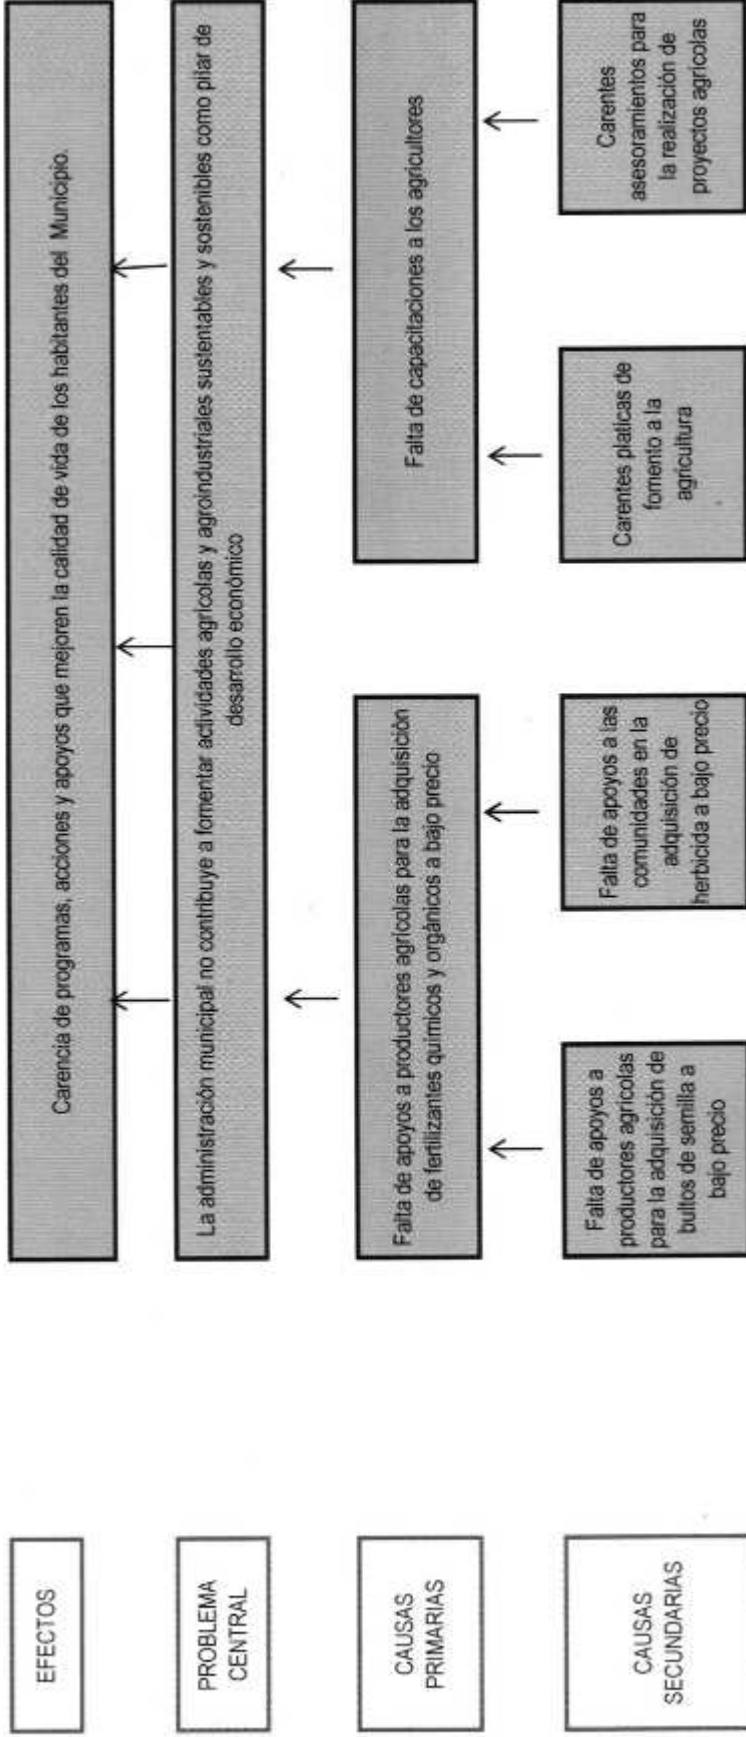 EFECTOS
Carencia de programas, acciones y apoyos que mejoren la calidad de vida de los habitantes del Municipio.
PROBLEMA
CENTRAL
La administración municipal no contribuye a fomentar actividades agrícolas y agroindustriales sustentables y sostenibles como pilar de
desarrollo económico
CAUSAS
PRIMARIAS
Falta de apoyos a productores agrícolas para la adquisición
de fertilizantes químicos y orgánicos a bajo precio
Falta de capacitaciones a los agricultores
CAUSAS
SECUNDARIAS
Falta de apoyos a
productores agrícolas
para la adquisición de
bultos de semilla a
bajo precio
Falta de apoyos a las
comunidades en la
adquisición de
herbicida a bajo precio
Carentes platicas de
fomento a la
agricultura
Carentes
asesoramientos para
la realización de
proyectos agrícolas